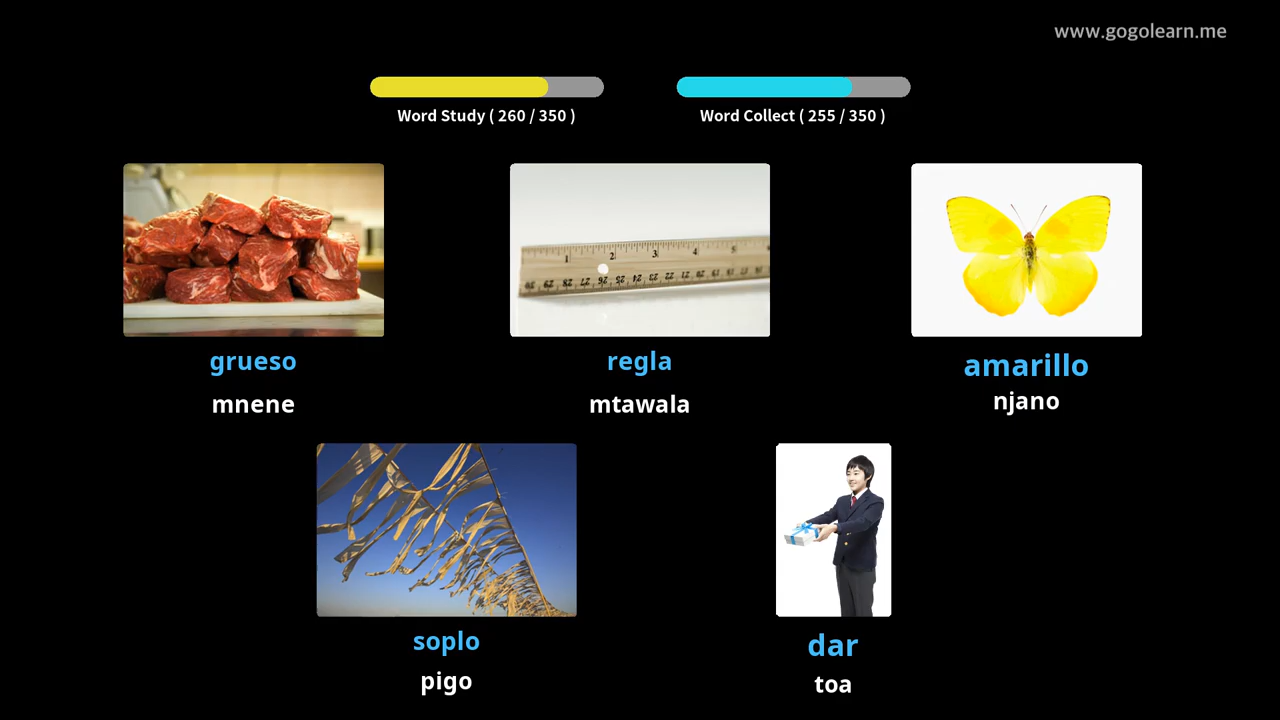 www.gogolearn.me
Word Study ( 260 / 350 )
Word Collect ( 255 / 350 )
grueso
mnene
regla
mtawala
amarillo
njano
soplo
pigo
dar
toa